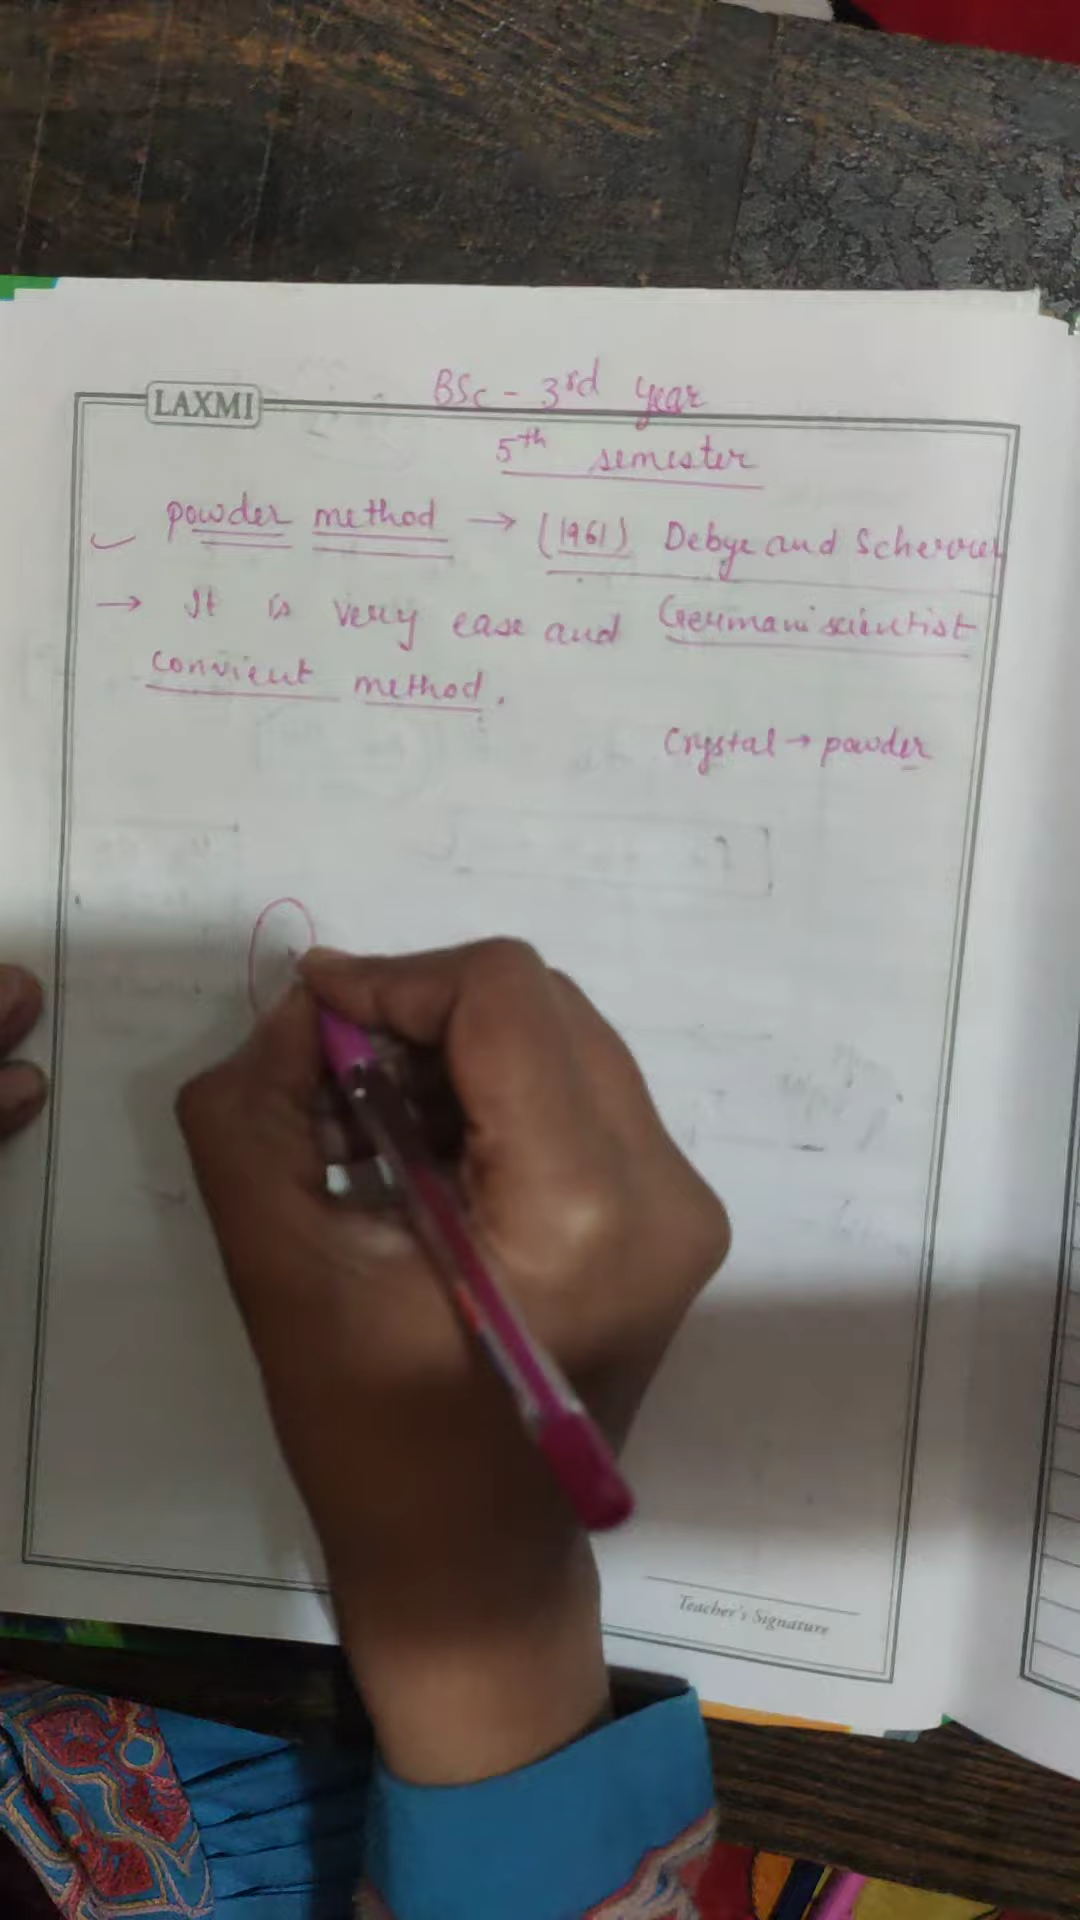 BSc - 3rd year
LAXMI
5th semester
powder method → (1961) Debye and Scherrer
→ It is very ease and Germani scientist
convient method.
Crystal → powder
Teacher's Signature